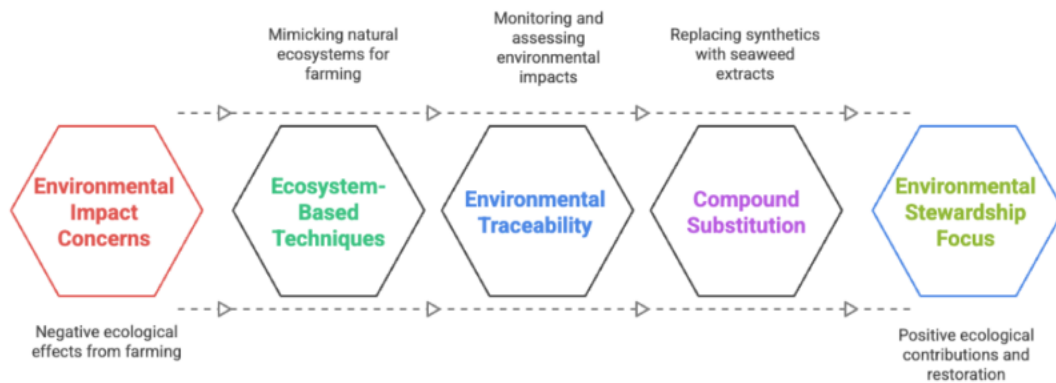 Mimicking natural
ecosystems for
farming
Monitoring and
assessing
environmental
impacts
Replacing synthetics
with seaweed
extracts
Environmental
Impact
Concerns
Ecosystem-
Based
Techniques
Environmental
Traceability
Compound
Substitution
Environmental
Stewardship
Focus
Negative ecological
effects from farming
Positive ecological
contributions and
restoration